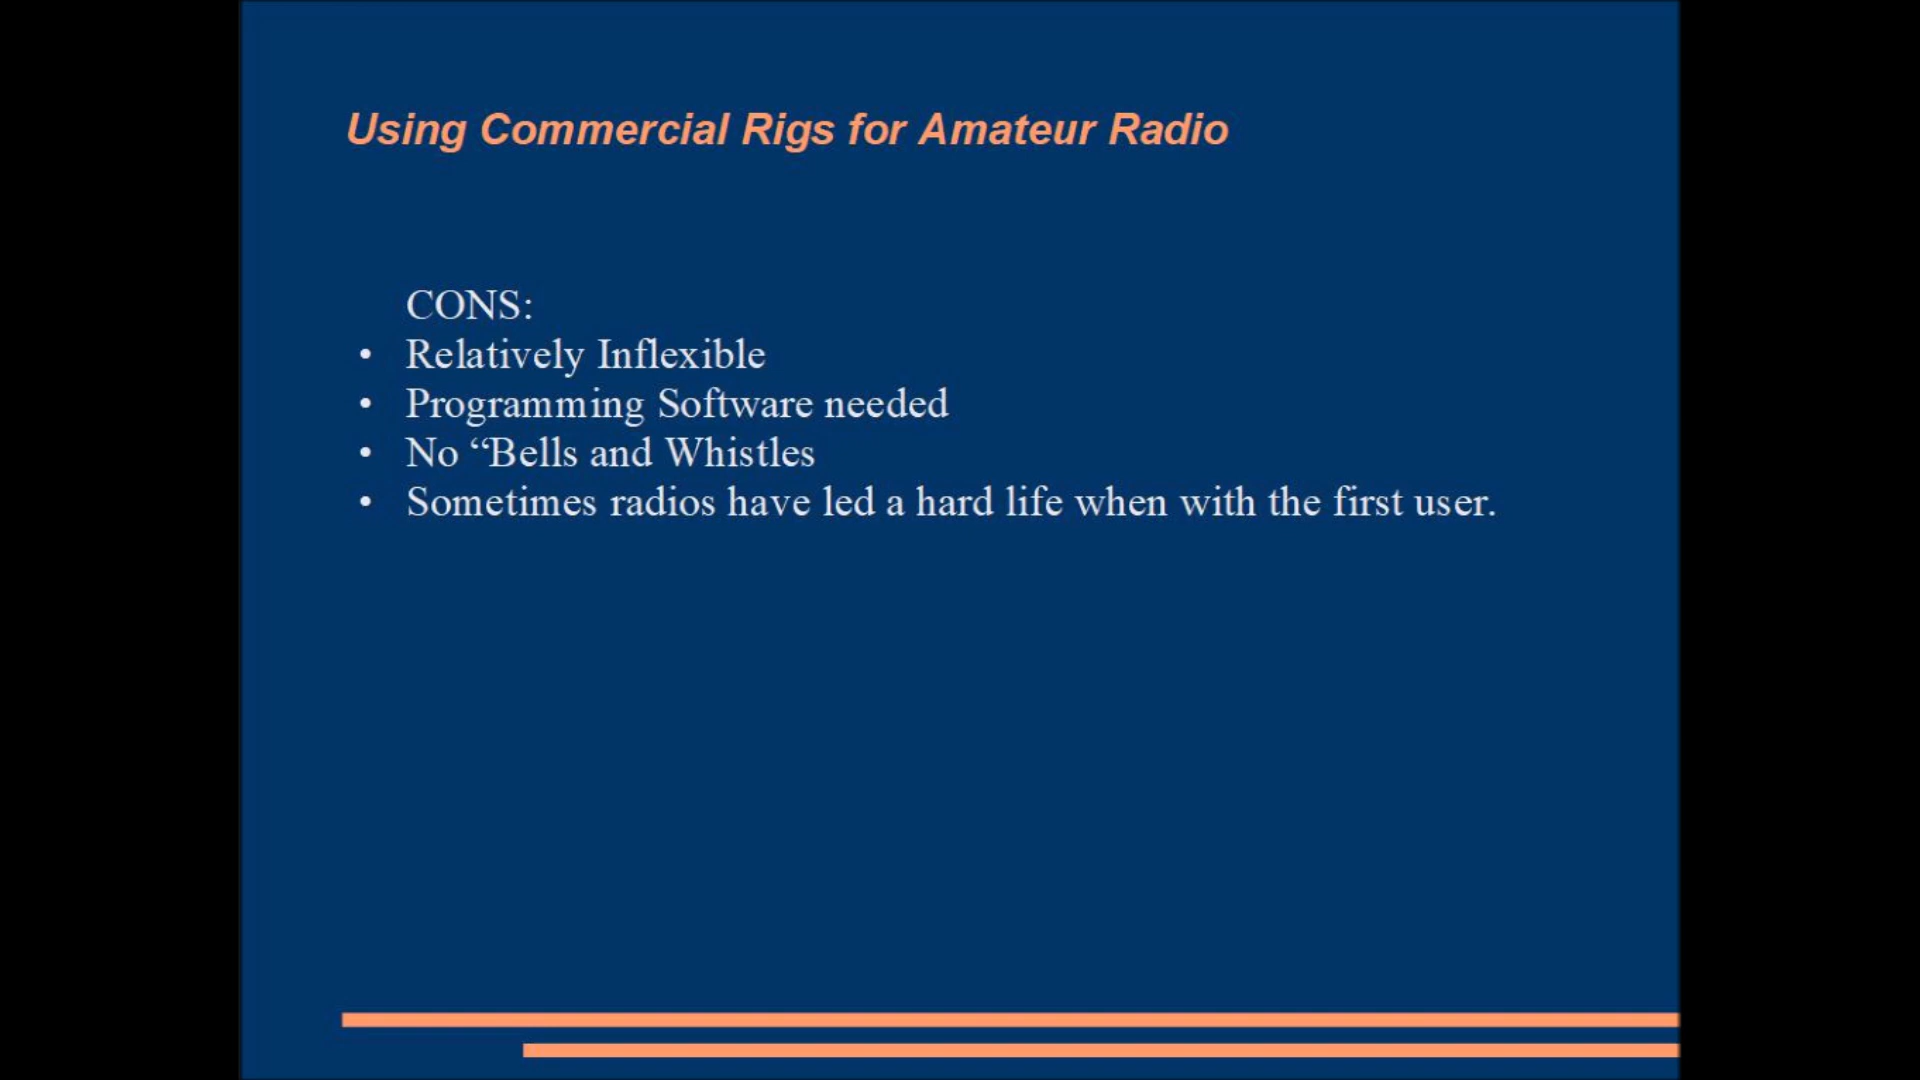 Using Commercial Rigs for Amateur Radio
CONS:
• Relatively Inflexible
• Programming Software needed
• No “Bells and Whistles
• Sometimes radios have led a hard life when with the first user.